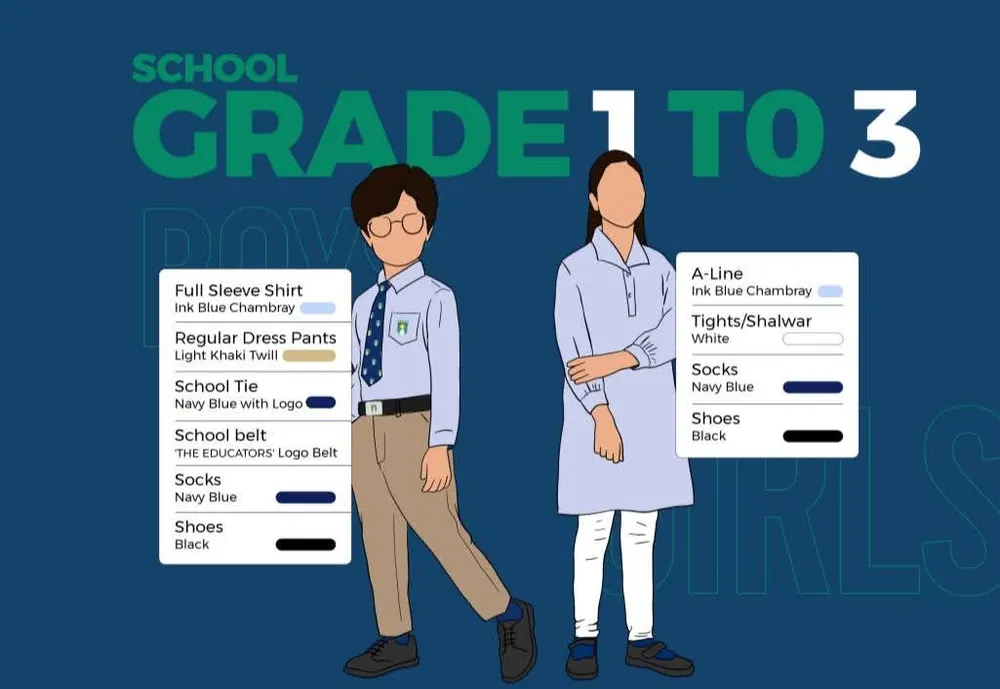 SCHOOL
GRADE 1 TO 3
BOYS
Full Sleeve Shirt
Ink Blue Chambray
Regular Dress Pants
Light Khaki Twill
School Tie
Navy Blue with Logo
School belt
'THE EDUCATORS' Logo Belt
Socks
Navy Blue
Shoes
Black
A-Line
Ink Blue Chambray
Tights/Shalwar
White
Socks
Navy Blue
Shoes
Black
GIRLS